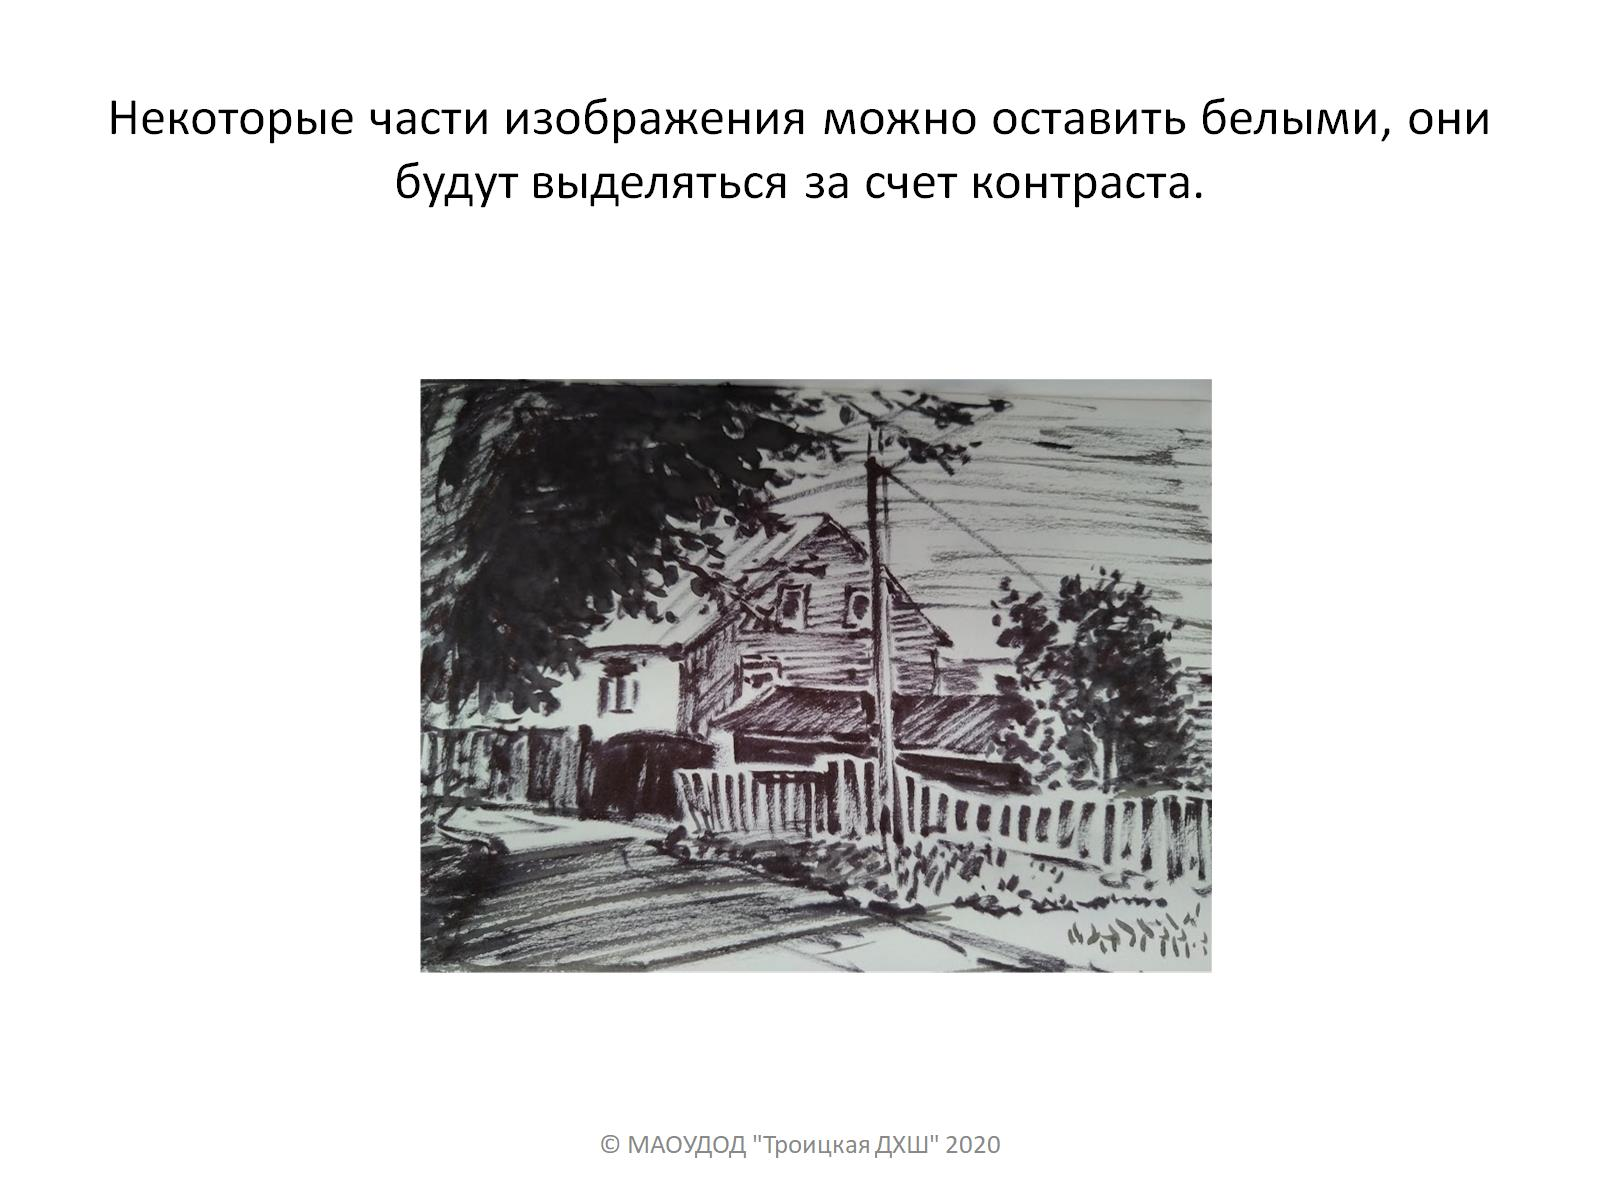 Некоторые части изображения можно оставить белыми, они
будут выделяться за счет контраста.
© МАОУДОД "Троицкая ДХШ" 2020